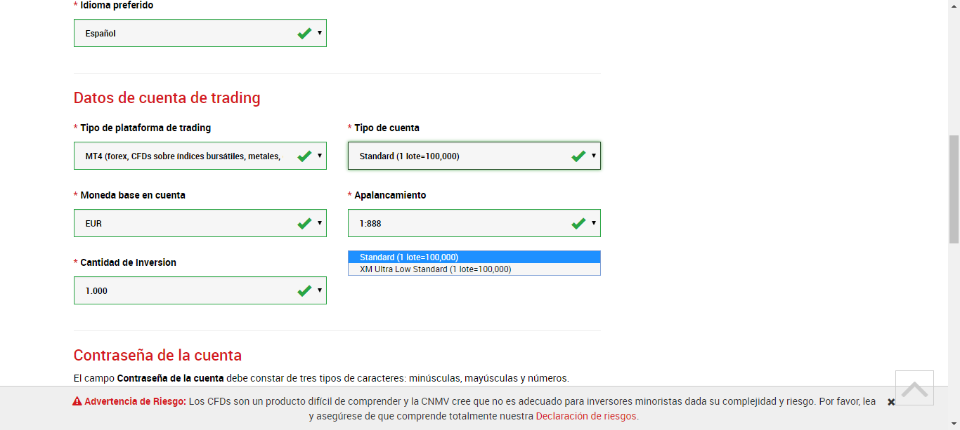 * Idioma preferido
Español
Datos de cuenta de trading
* Tipo de plataforma de trading
* Tipo de cuenta
MT4 (forex, CFDs sobre índices bursátiles, metales,
Standard (1 lote=100,000)
* Moneda base en cuenta
* Apalancamiento
EUR
1:888
* Cantidad de Inversion
Standard (1 lote=100,000)
XM Ultra Low Standard (1 lote=100,000)
1.000
Contraseña de la cuenta
El campo Contraseña de la cuenta debe constar de tres tipos de caracteres: minúsculas, mayúsculas y números.
Advertencia de Riesgo: Los CFDs son un producto difícil de comprender y la CNMV cree que no es adecuado para inversores minoristas dada su complejidad y riesgo. Por favor, lea
y asegúrese de que comprende totalmente nuestra Declaración de riesgos.